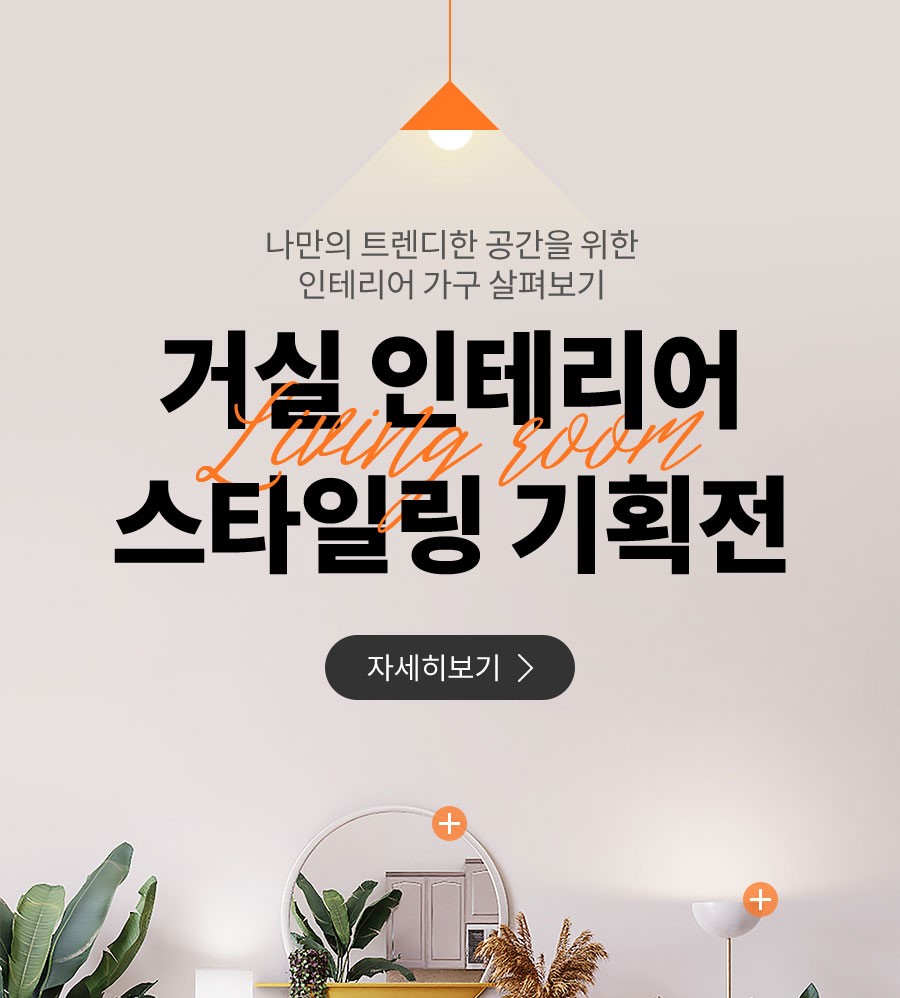 나만의 트렌디한 공간을 위한
인테리어 가구 살펴보기
거실 인테리어
Living room
스타일링 기획전
자세히보기